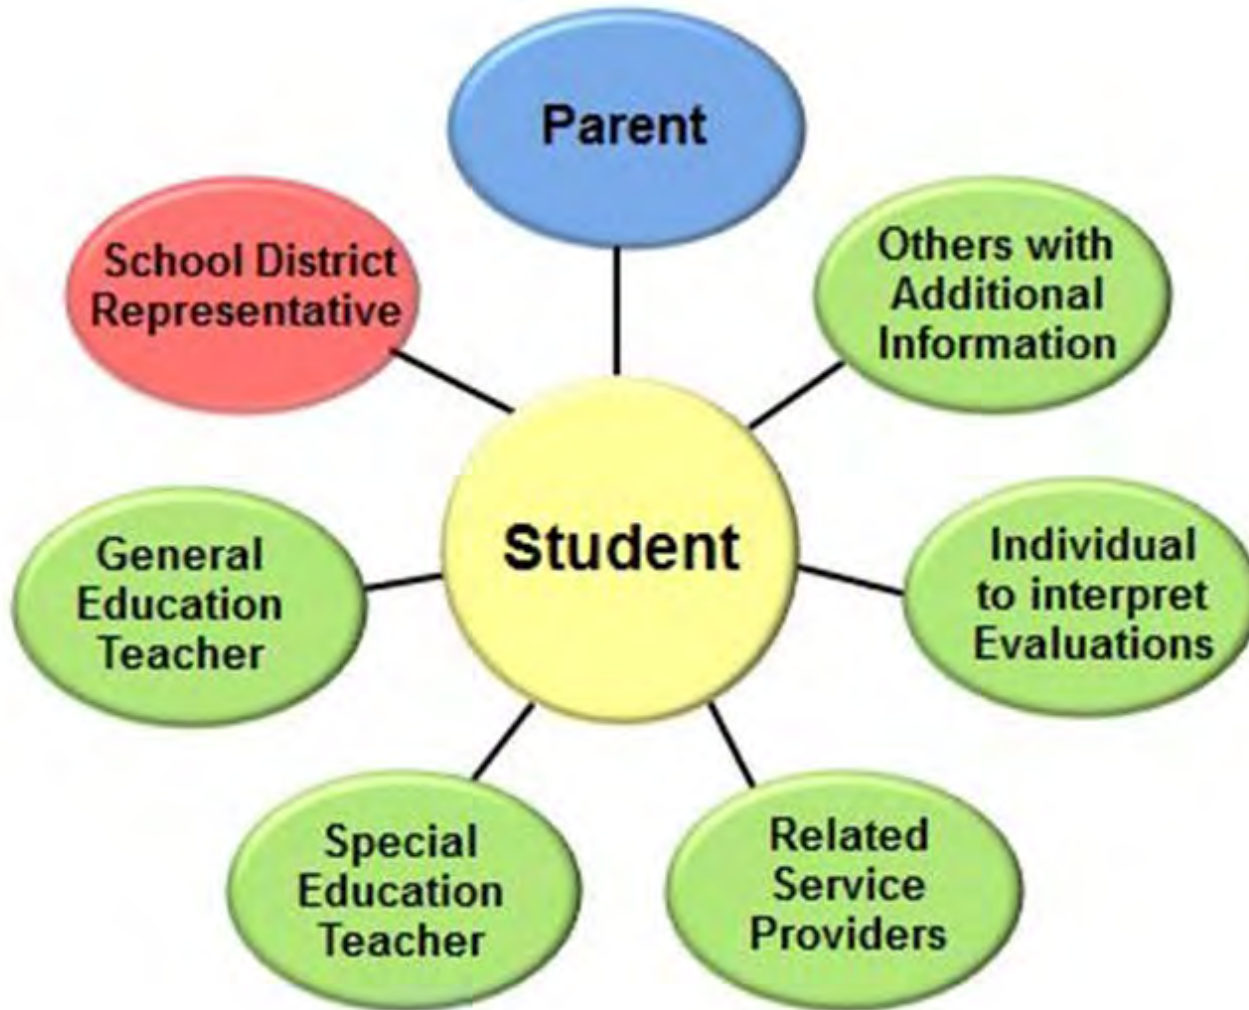 Parent
School District
Representative
Others with
Additional
Information
Student
General
Education
Teacher
Individual
to interpret
Evaluations
Special
Education
Teacher
Related
Service
Providers